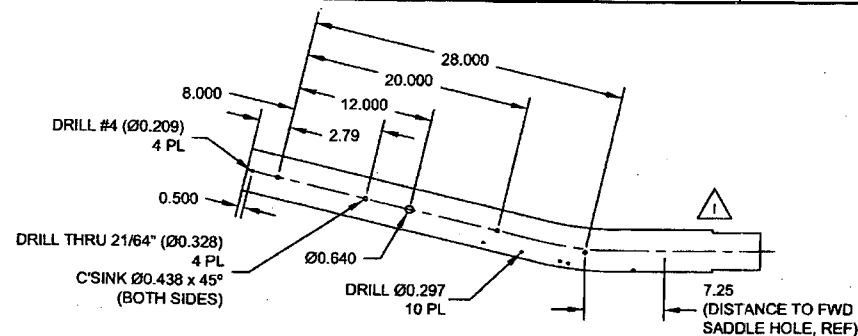 28.000
20.000
8.000
12.000
DRILL #4 (Ø0.209)
4 PL
2.79
0.500
DRILL THRU 21/64" (Ø0.328)
4 PL
C'SINK Ø0.438 x 45°
(BOTH SIDES)
Ø0.640
DRILL Ø0.297
10 PL
1
7.25
(DISTANCE TO FWD
SADDLE HOLE, REF)